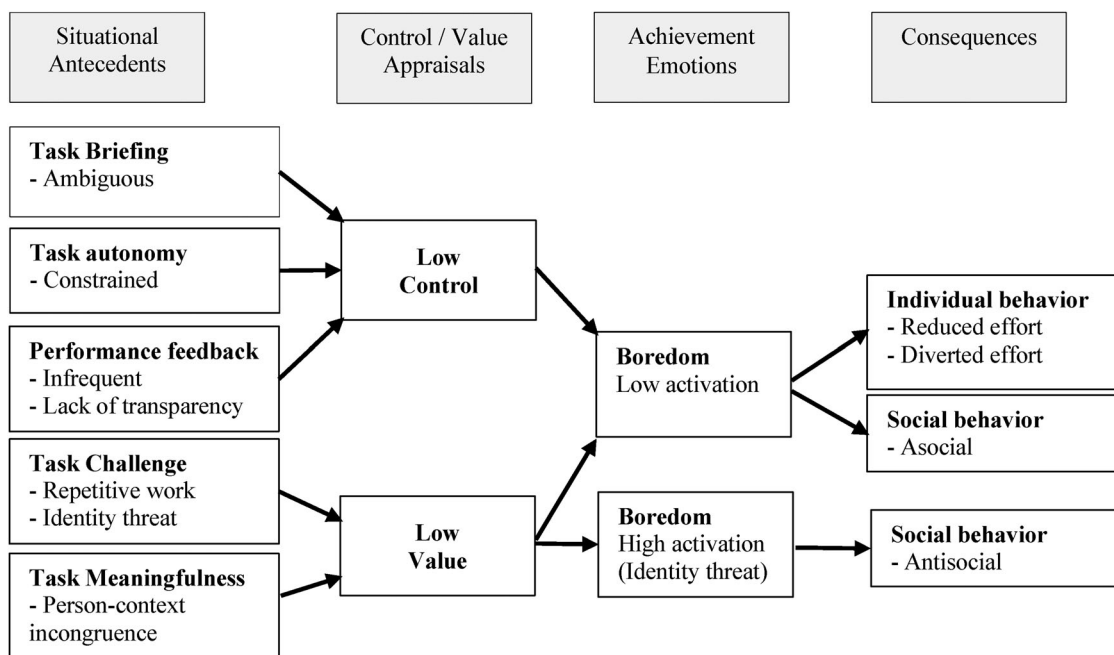 Situational
Antecedents
Control / Value
Appraisals
Achievement
Emotions
Consequences
Task Briefing
- Ambiguous
Task autonomy
- Constrained
Performance feedback
- Infrequent
- Lack of transparency
Task Challenge
- Repetitive work
- Identity threat
Task Meaningfulness
- Person-context
incongruence
Low
Control
Low
Value
Boredom
Low activation
Boredom
High activation
(Identity threat)
Individual behavior
- Reduced effort
- Diverted effort
Social behavior
- Asocial
Social behavior
- Antisocial